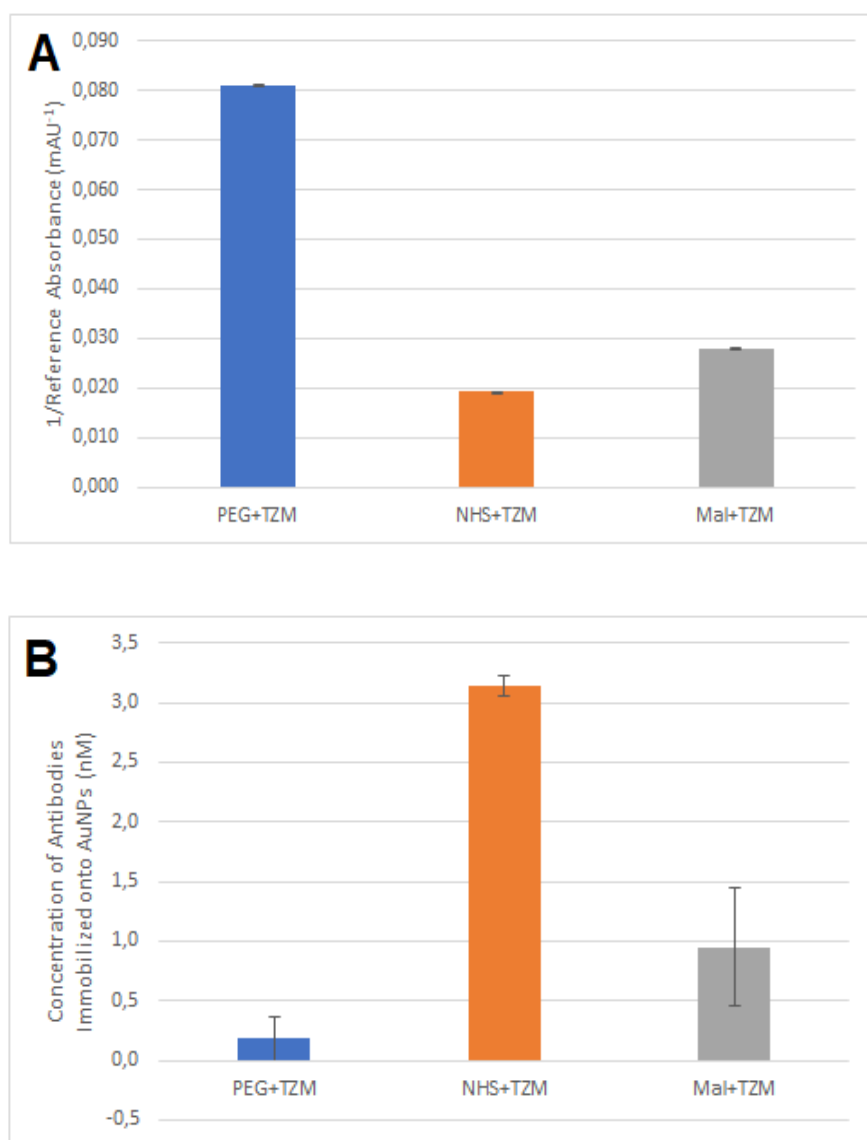 A
1/Reference Absorbance (mAU⁻¹)
0,090
0,080
0,070
0,060
0,050
0,040
0,030
0,020
0,010
0,000
PEG+TZM NHS+TZM Mal+TZM
B
Concentration of Antibodies
Immobilized onto AuNPs (nM)
3,5
3,0
2,5
2,0
1,5
1,0
0,5
0,0
-0,5
PEG+TZM NHS+TZM Mal+TZM